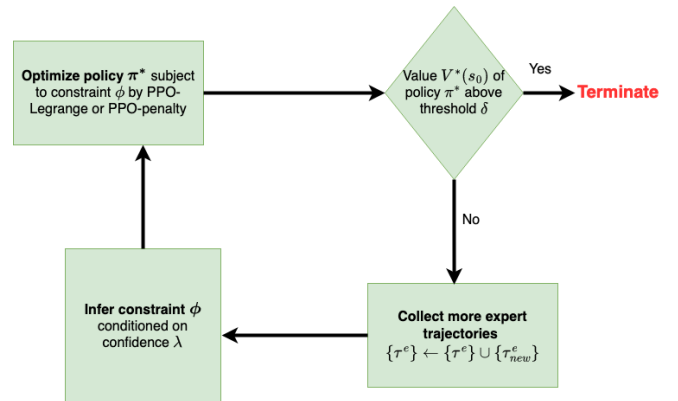 Optimize policy π* subject
to constraint ϕ by PPO-
Legrange or PPO-penalty
Value V*(s₀) of
policy π* above
threshold δ
Yes
Terminate
No
Infer constraint ϕ
conditioned on
confidence λ
Collect more expert
trajectories
{τᵉ} ← {τᵉ} ∪ {τᵉₙₑw}